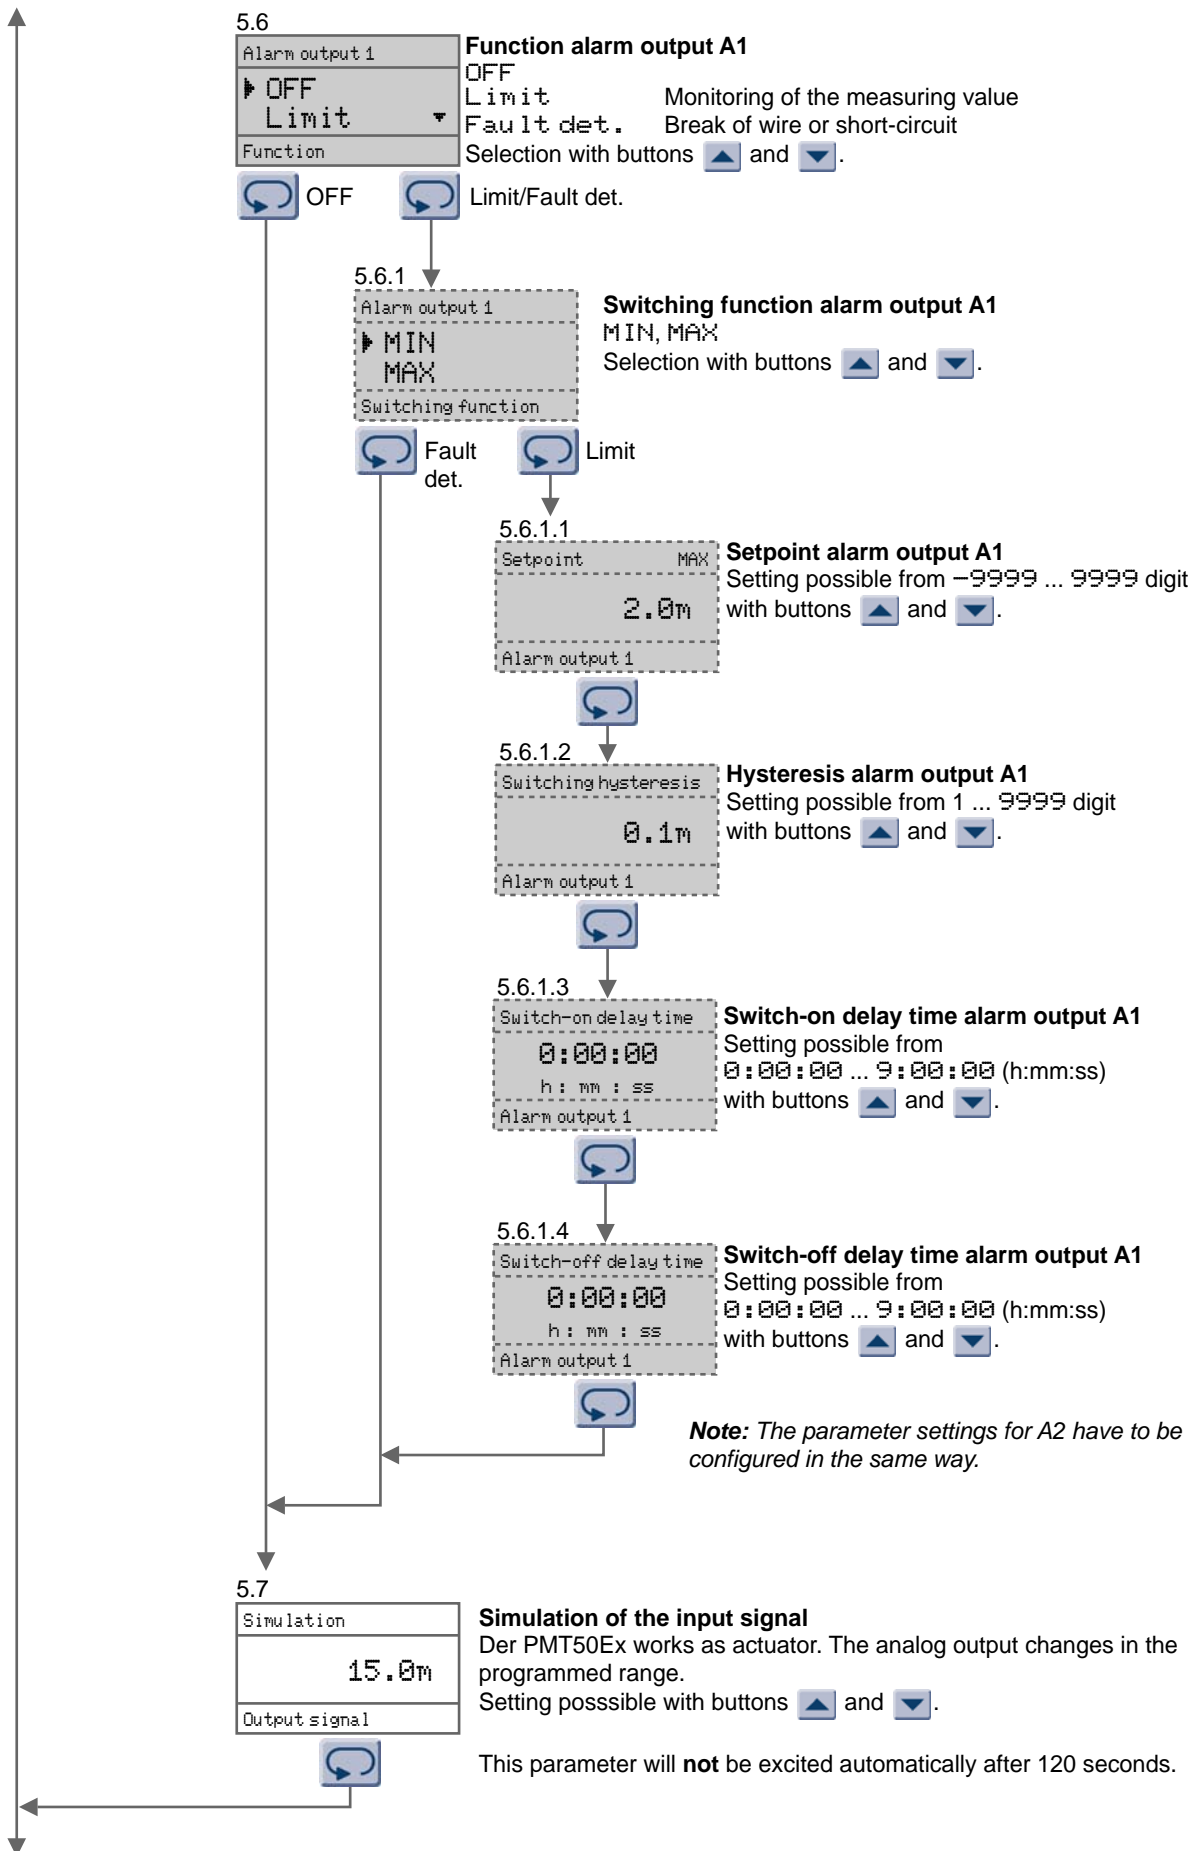 5.6
Alarm output 1
OFF
Limit
Function
Function alarm output A1
OFF
Limit Monitoring of the measuring value
Fault det. Break of wire or short-circuit
Selection with buttons and .
OFF
Limit/Fault det.
5.6.1
Alarm output 1
MIN
MAX
Switching function
Switching function alarm output A1
MIN, MAX
Selection with buttons and .
Fault
det.
Limit
5.6.1.1
Setpoint MAX
2.0m
Alarm output 1
Setpoint alarm output A1
Setting possible from -9999 ... 9999 digit
with buttons and .
5.6.1.2
Switching hysteresis
0.1m
Alarm output 1
Hysteresis alarm output A1
Setting possible from 1 ... 9999 digit
with buttons and .
5.6.1.3
Switch-on delay time
0:00:00
h : mm : ss
Alarm output 1
Switch-on delay time alarm output A1
Setting possible from
0:00:00 ... 9:00:00 (h:mm:ss)
with buttons and .
5.6.1.4
Switch-off delay time
0:00:00
h : mm : ss
Alarm output 1
Switch-off delay time alarm output A1
Setting possible from
0:00:00 ... 9:00:00 (h:mm:ss)
with buttons and .
Note: The parameter settings for A2 have to be
configured in the same way.
5.7
Simulation
15.0m
Output signal
Simulation of the input signal
Der PMT50Ex works as actuator. The analog output changes in the
programmed range.
Setting posssible with buttons and .
This parameter will not be excited automatically after 120 seconds.